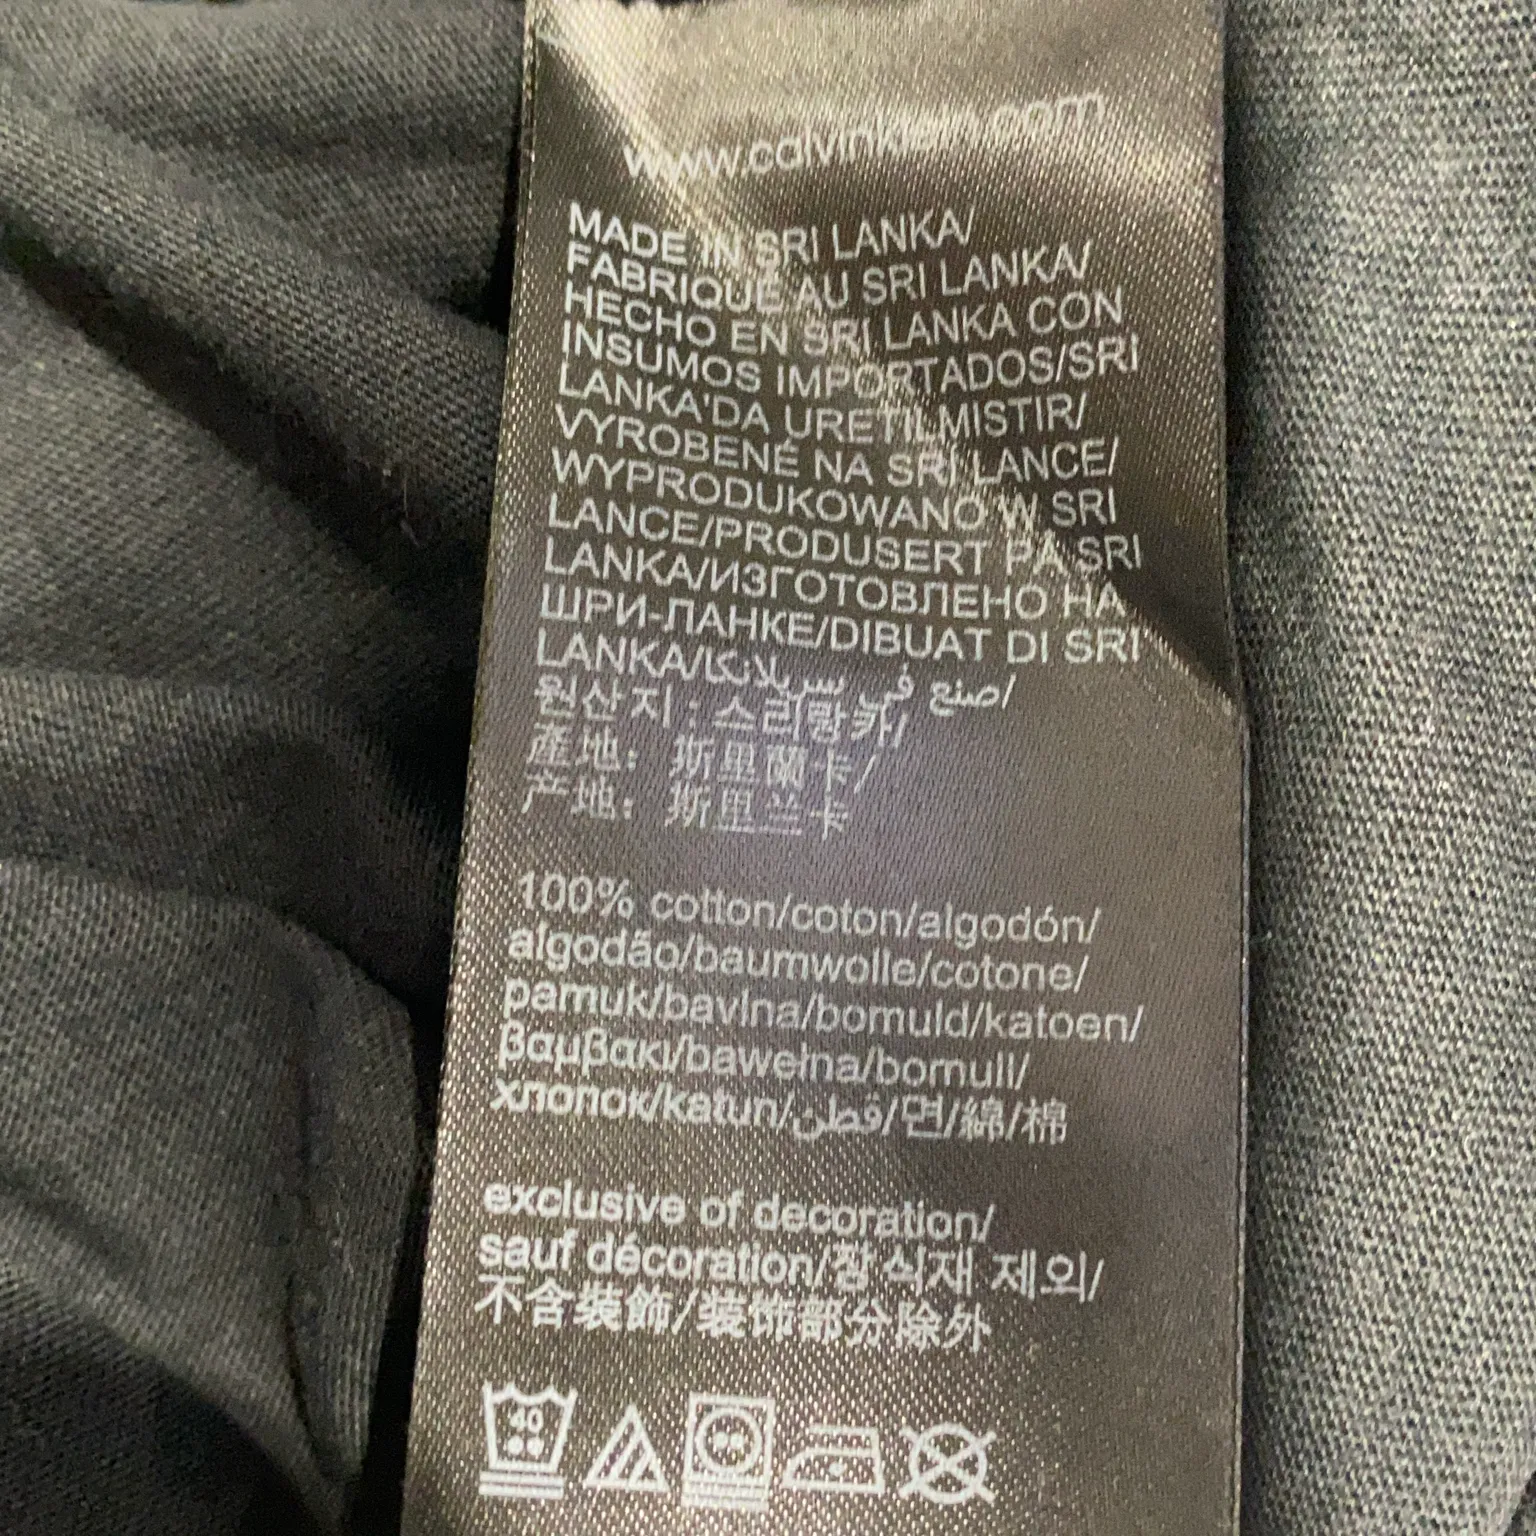 www.calvinklein.com
MADE IN SRI LANKA/
FABRIQUE AU SRI LANKA/
HECHO EN SRI LANKA CON
INSUMOS IMPORTADOS/SRI
LANKA'DA URETILMISTIR/
VYROBENÉ NA SRI LANCE/
WYPRODUKOWANO W SRI
LANCE/PRODUSERT PA SRI
LANKA/ИЗГОТОВЛЕНО НА
ШРИ-ЛАНКЕ/DIBUAT DI SRI
LANKA/صنع في سريلانكا/
원산지 : 스리랑카/
產地: 斯里蘭卡/
产地: 斯里兰卡
100% cotton/coton/algodón/
algodão/baumwolle/cotone/
pamuk/bavlna/bomuld/katoen/
βαμβακι/bawełna/bomull/
хлопок/katun/قطن/면/綿/棉
exclusive of decoration/
sauf décoration/장식재 제외/
不含裝飾/装饰部分除外
40